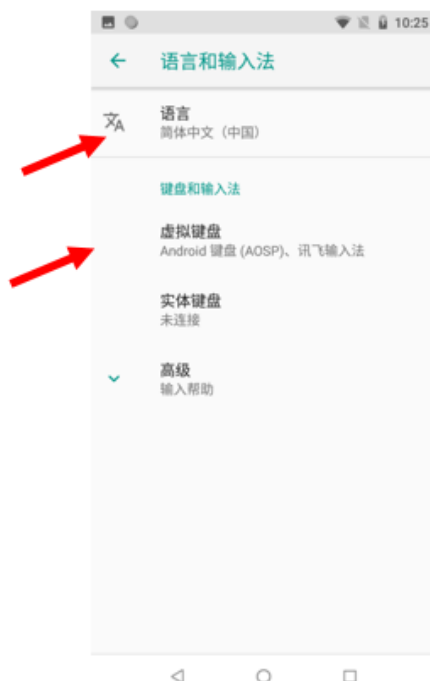 10:25
语言和输入法
语言
简体中文（中国）
键盘和输入法
虚拟键盘
Android 键盘 (AOSP)、讯飞输入法
实体键盘
未连接
高级
输入帮助